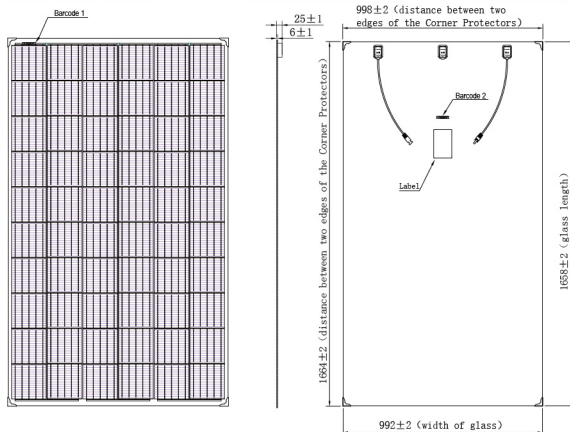 Barcode 1
25±1
6±1
998±2 (distance between two
edges of the Corner Protectors)
1664±2 (distance between two edges of the Corner Protectors)
Barcode 2
Label
1658±2 (glass length)
992±2 (width of glass)